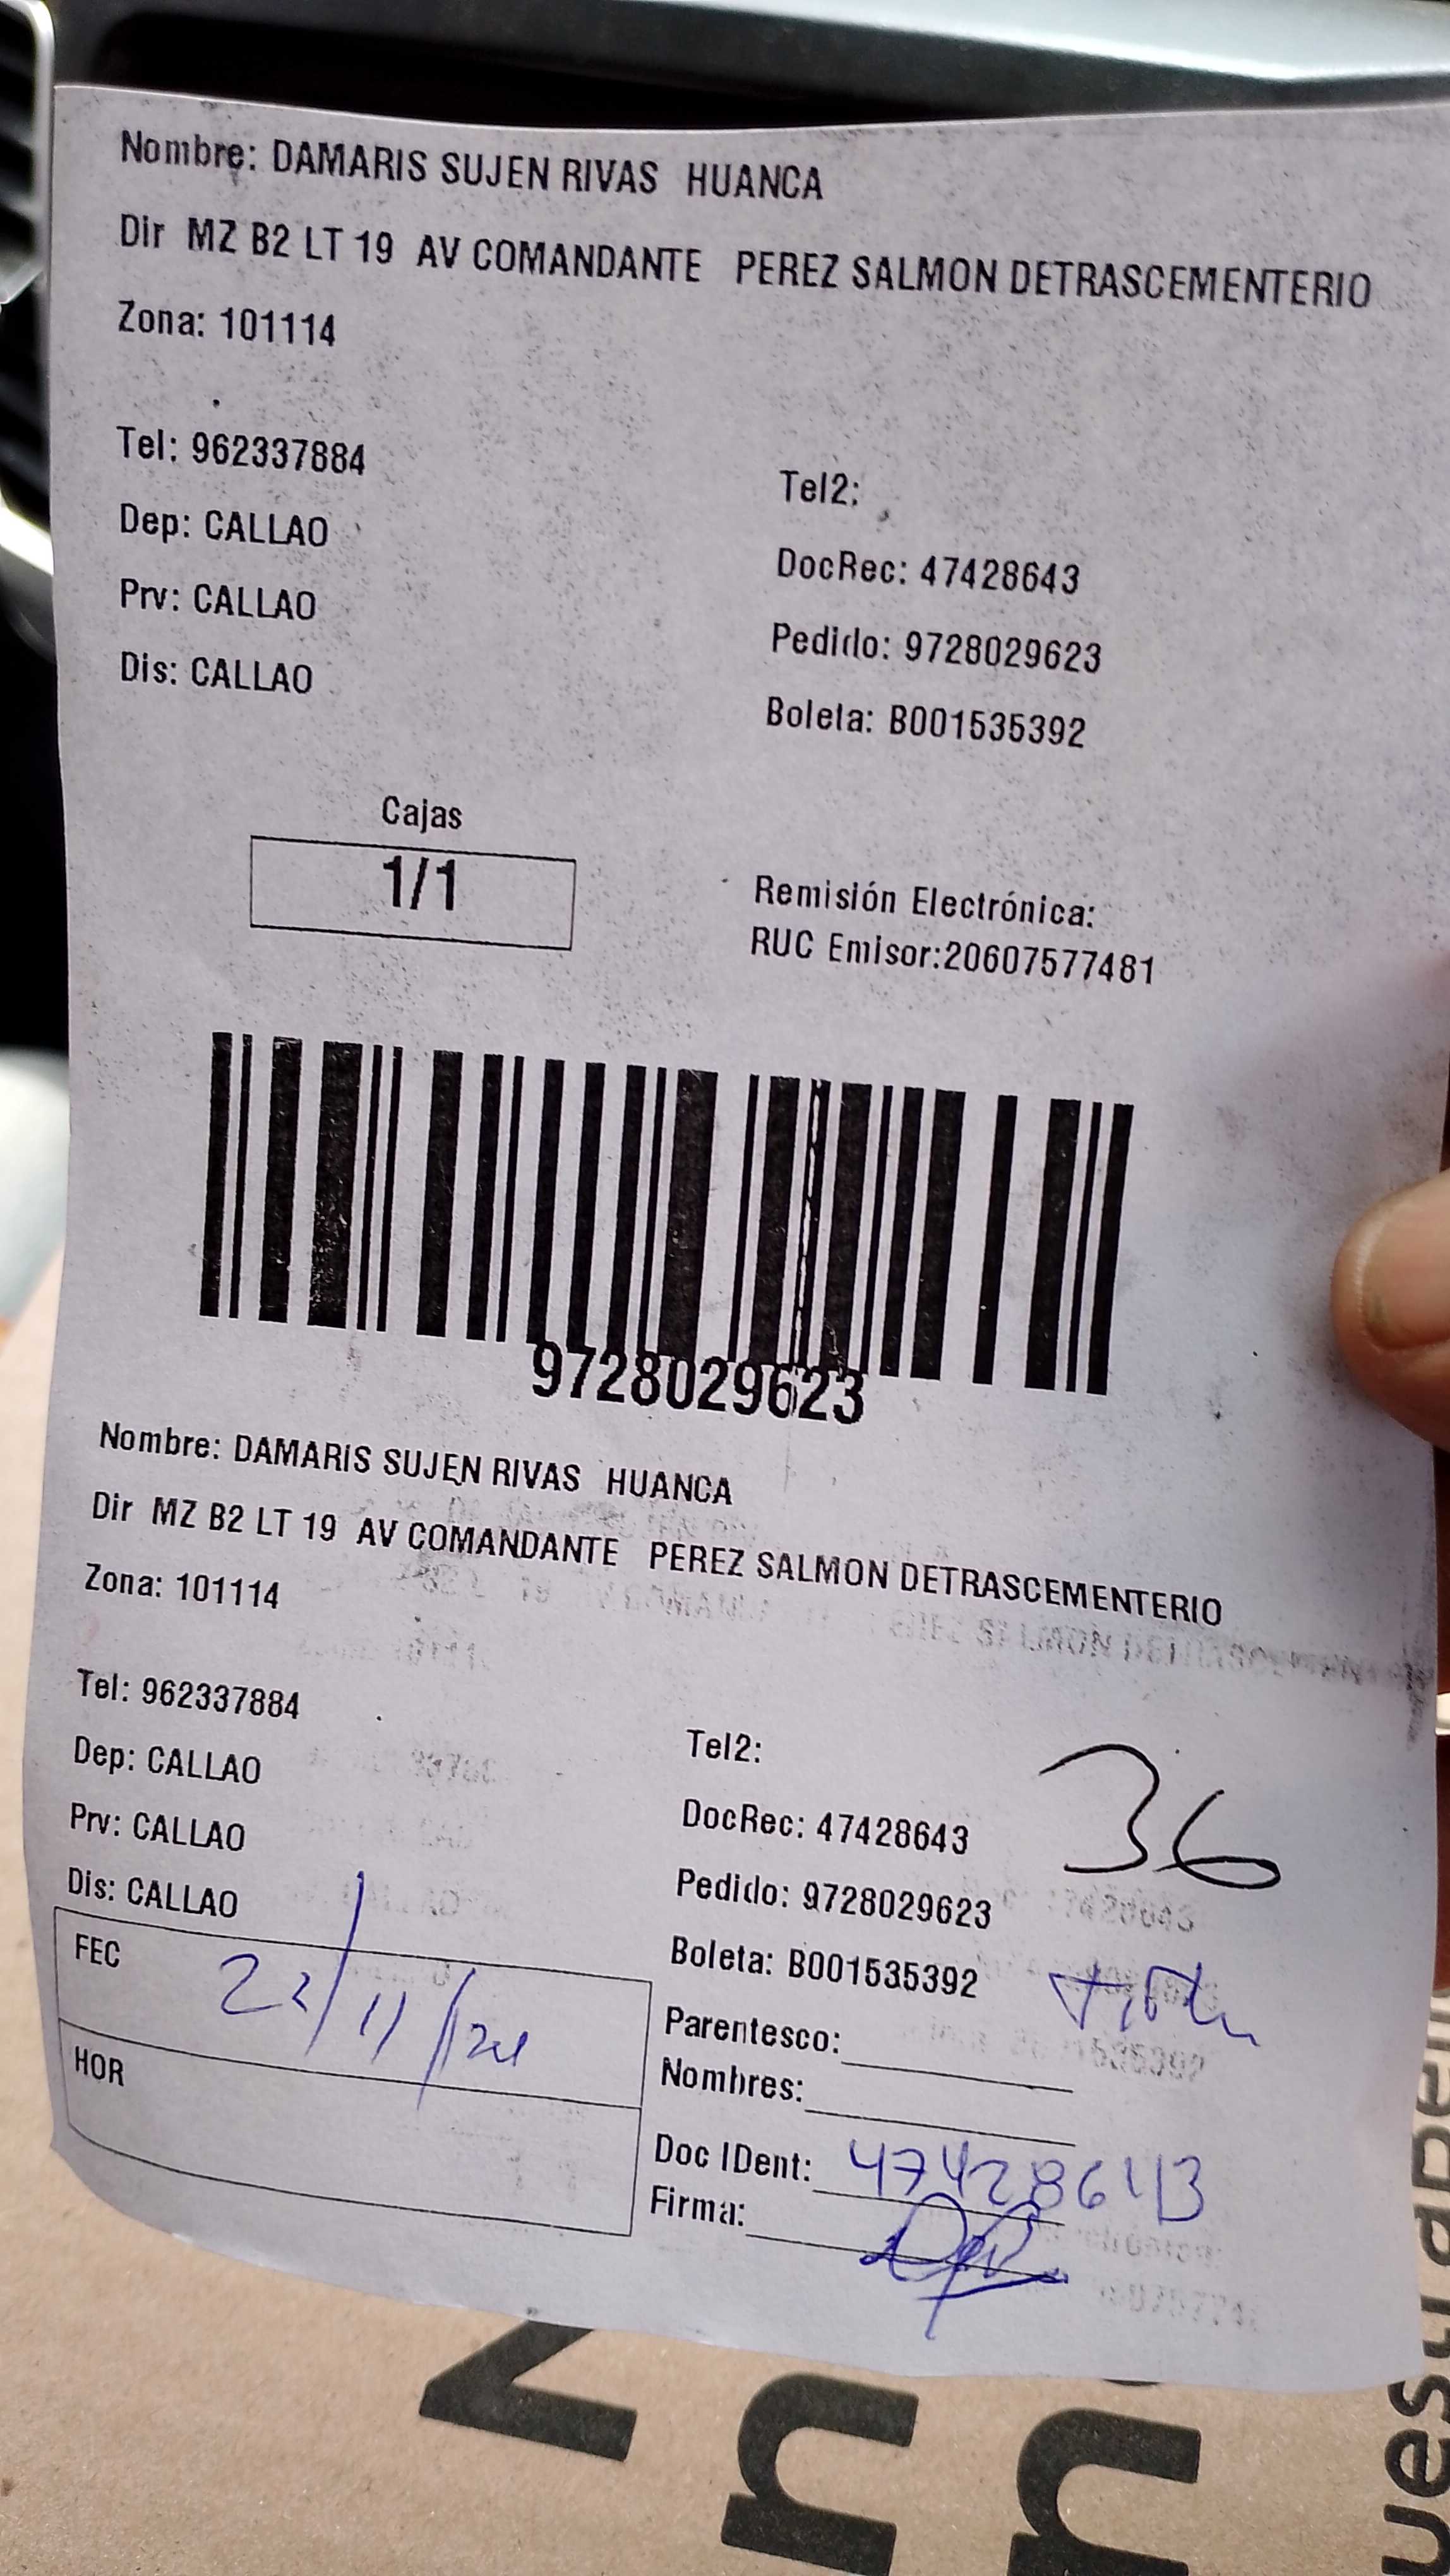 Nombre: DAMARIS SUJEN RIVAS HUANCA
Dir MZ B2 LT 19 AV COMANDANTE PEREZ SALMON DETRASCEMENTERIO
Zona: 101114
Tel: 962337884
Tel2:
Dep: CALLAO
DocRec: 47428643
Prv: CALLAO
Pedido: 9728029623
Dis: CALLAO
Boleta: B001535392
Cajas
1/1
Remisión Electrónica:
RUC Emisor:20607577481
9728029623
Nombre: DAMARIS SUJEN RIVAS HUANCA
Dir MZ B2 LT 19 AV COMANDANTE PEREZ SALMON DETRASCEMENTERIO
Zona: 101114
Tel: 962337884
Tel2:
36
Dep: CALLAO
DocRec: 47428643
Prv: CALLAO
Pedido: 9728029623
Dis: CALLAO
Boleta: B001535392
FEC 22/11/24
Parentesco:
Nombres:
HOR
Doc IDent: 47428643
Firma: